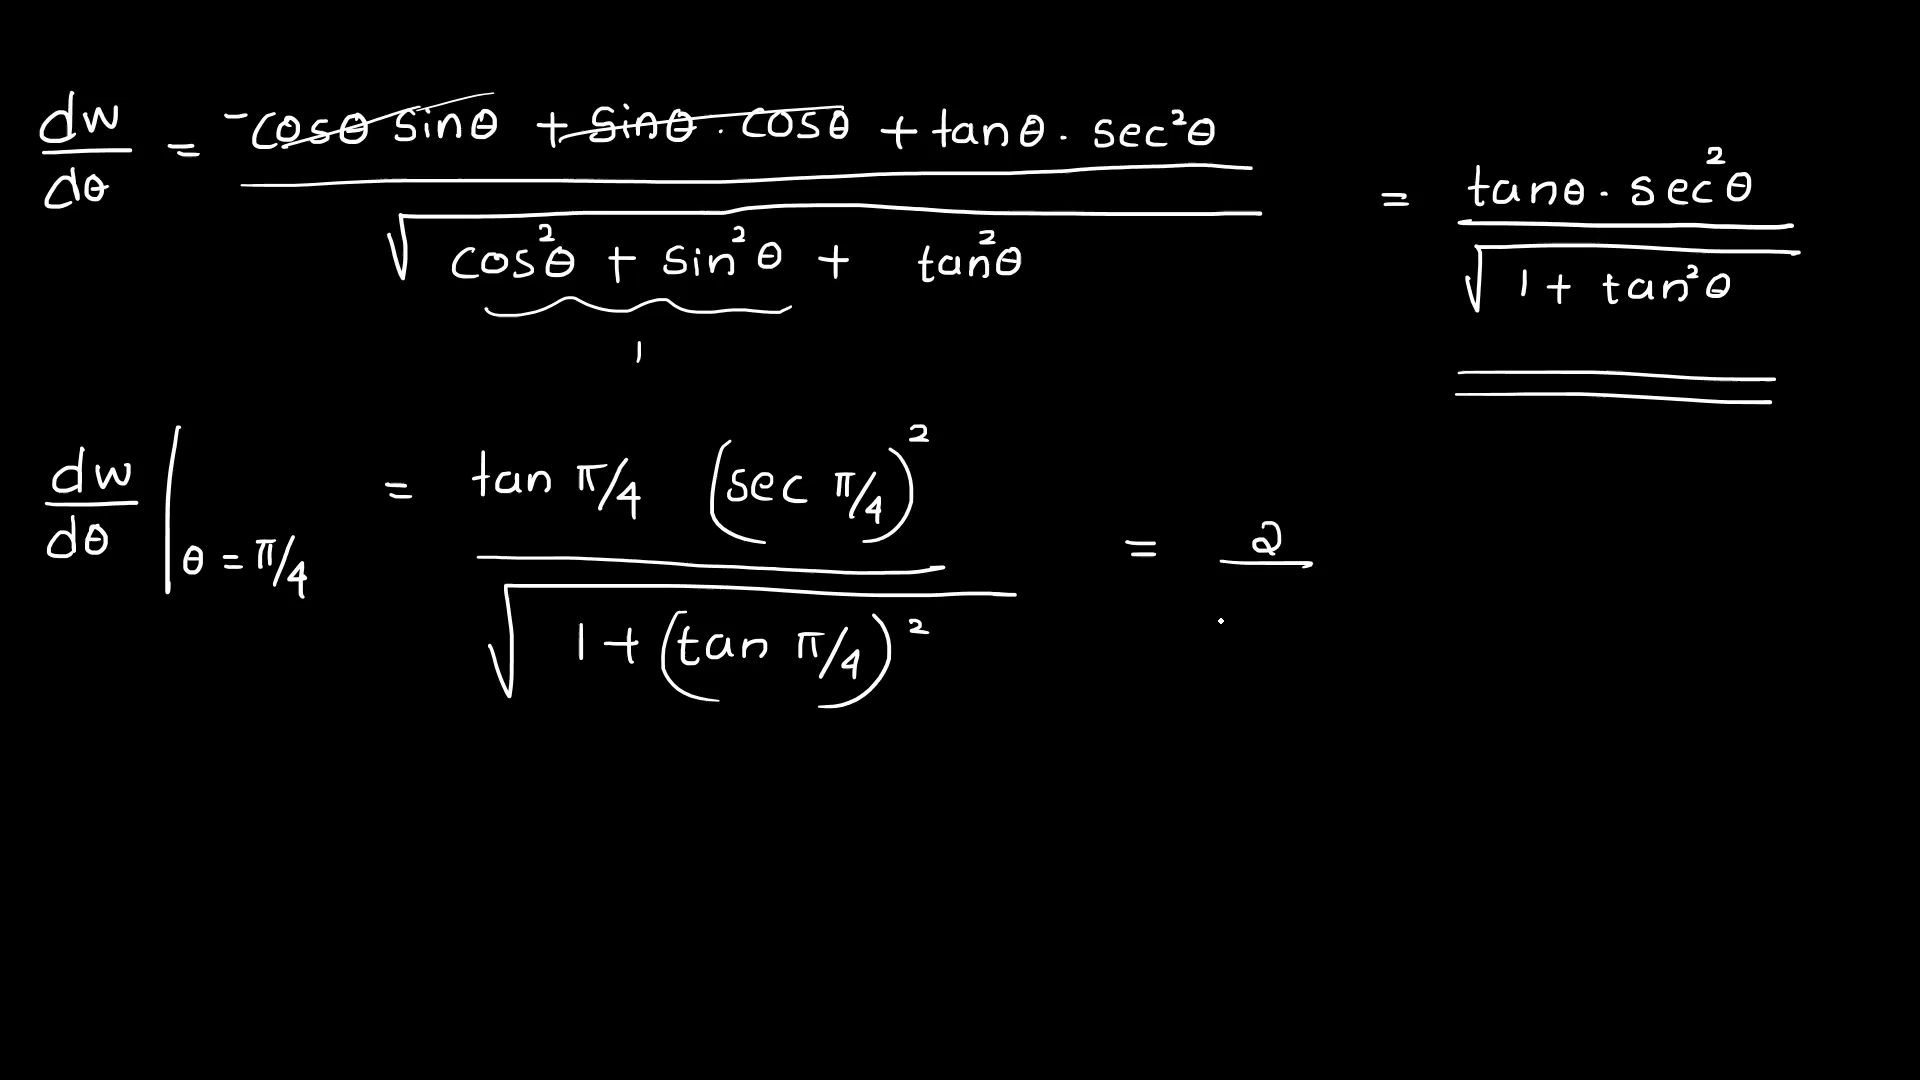 dw/dθ = (-cosθ sinθ + sinθ . cosθ + tanθ . sec²θ) / √(cos²θ + sin²θ + tan²θ) = tanθ . sec²θ / √(1 + tan²θ)
1
dw/dθ |θ = π/4 = tan π/4 (sec π/4)² / √(1 + (tan π/4)²) = 2/